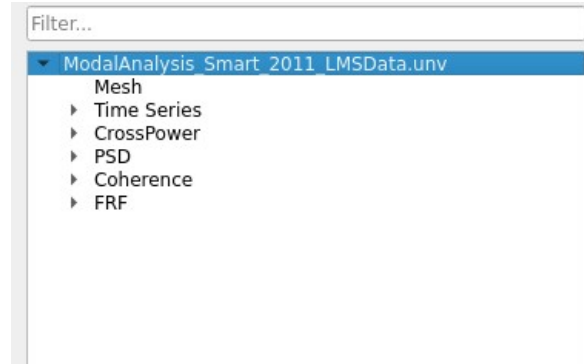 Filter...
ModalAnalysis_Smart_2011_LMSData.unv
Mesh
Time Series
CrossPower
PSD
Coherence
FRF